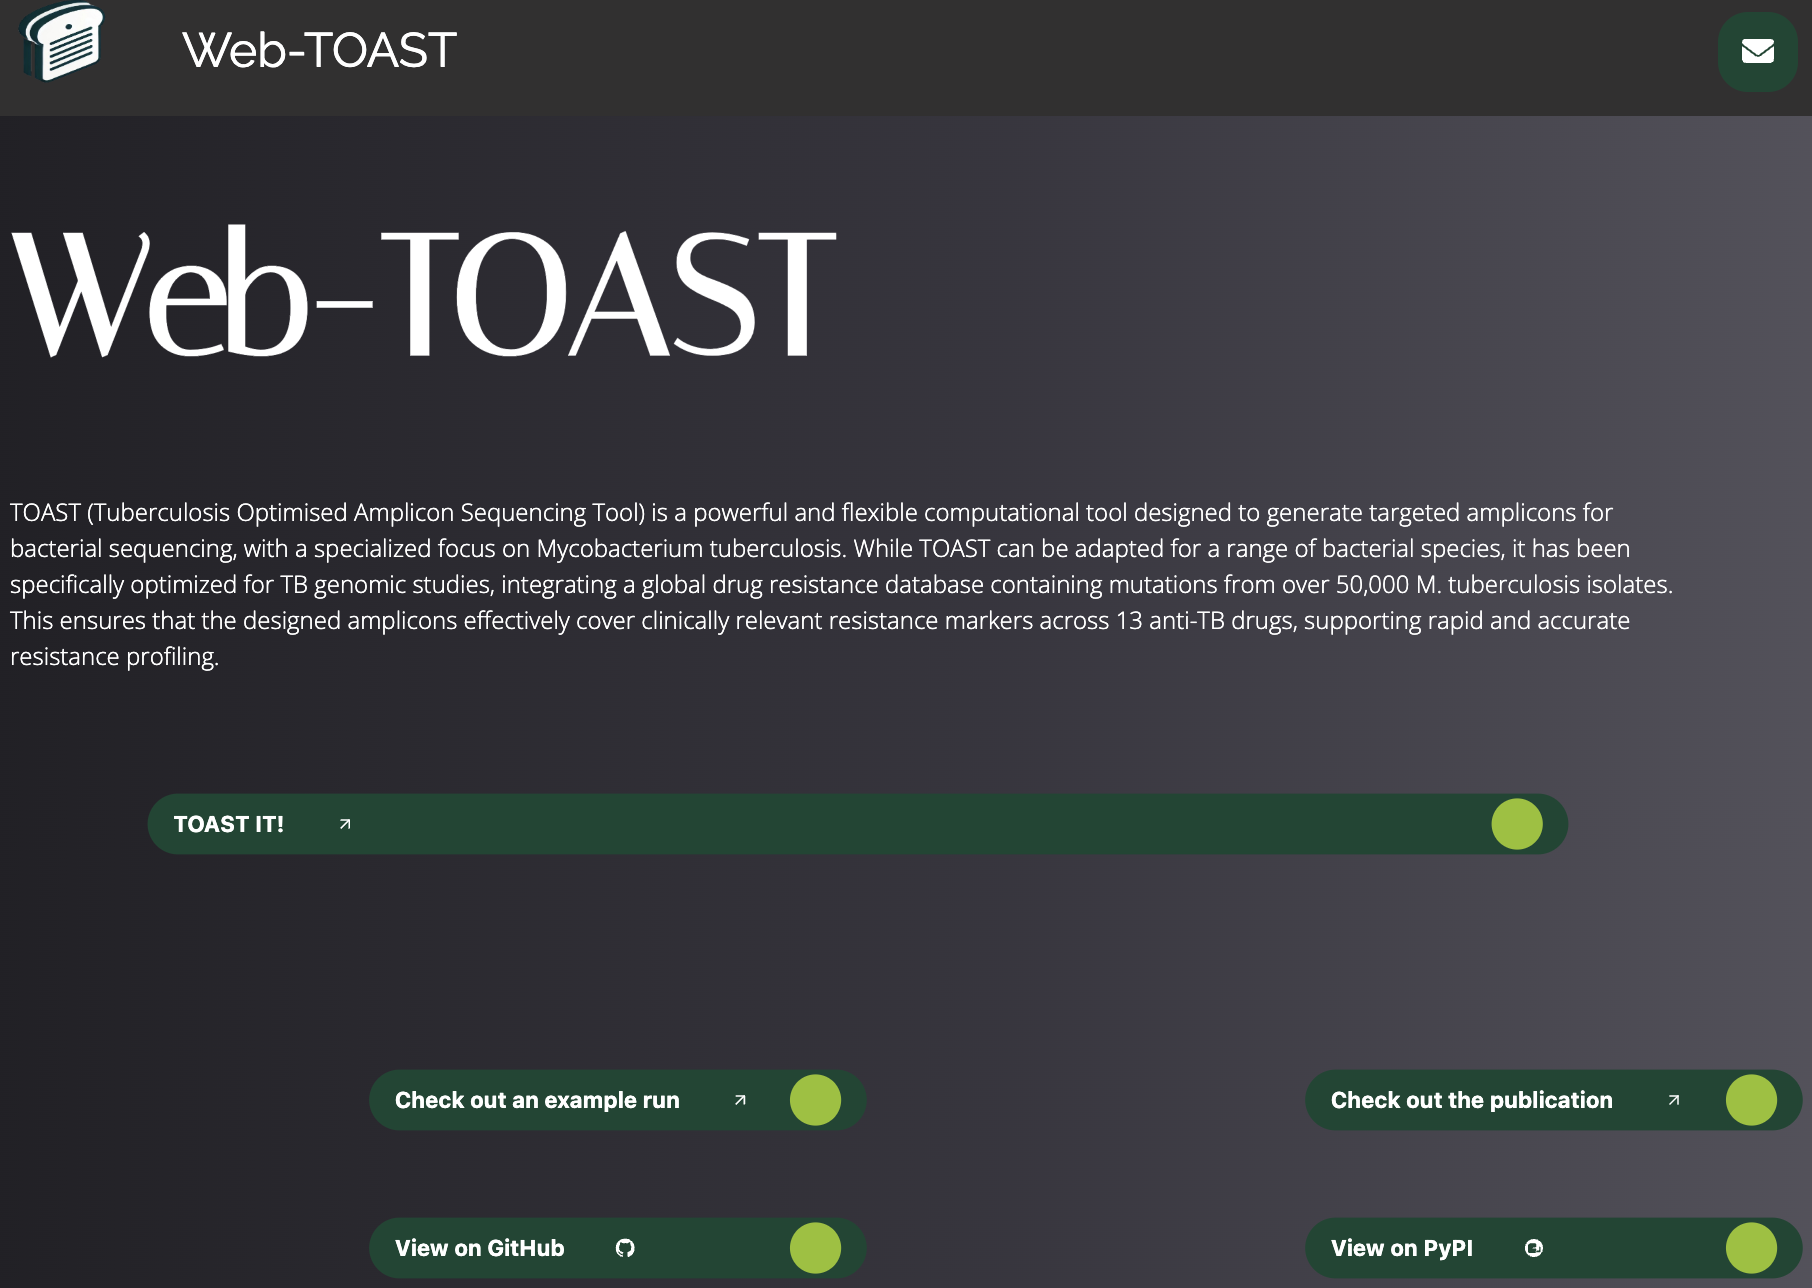 Web-TOAST
Web-TOAST
TOAST (Tuberculosis Optimised Amplicon Sequencing Tool) is a powerful and flexible computational tool designed to generate targeted amplicons for
bacterial sequencing, with a specialized focus on Mycobacterium tuberculosis. While TOAST can be adapted for a range of bacterial species, it has been
specifically optimized for TB genomic studies, integrating a global drug resistance database containing mutations from over 50,000 M. tuberculosis isolates.
This ensures that the designed amplicons effectively cover clinically relevant resistance markers across 13 anti-TB drugs, supporting rapid and accurate
resistance profiling.
TOAST IT!
Check out an example run
Check out the publication
View on GitHub
View on PyPI